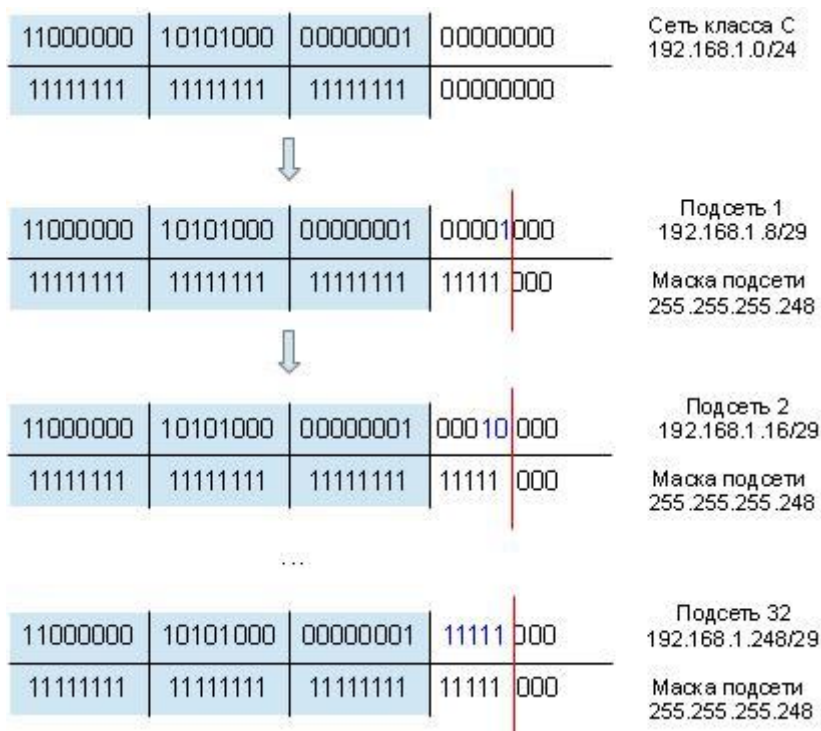 11000000 10101000 00000001 00000000 Сеть класса С
192.168.1.0/24
11111111 11111111 11111111 00000000
11000000 10101000 00000001 00001000 Подсеть 1
192.168.1.8/29
11111111 11111111 11111111 11111 000 Маска подсети
255.255.255.248
11000000 10101000 00000001 00010 000 Подсеть 2
192.168.1.16/29
11111111 11111111 11111111 11111 000 Маска подсети
255.255.255.248
...
11000000 10101000 00000001 11111 000 Подсеть 32
192.168.1.248/29
11111111 11111111 11111111 11111 000 Маска подсети
255.255.255.248